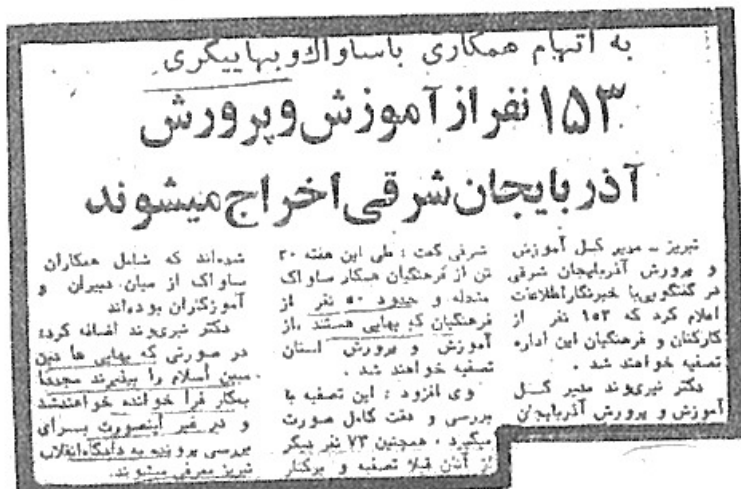 به اتهام همکاری با ساواک و بهاییگری
۱۵۳ نفر از آموزش و پرورش
آذربایجان شرقی اخراج میشوند
تبریز ـ مدیر کل آموزش
و پرورش آذربایجان شرقی
در گفتگویی با خبرنگار اطلاعات
اعلام کرد که ۱۵۳ نفر از
کارکنان و فرهنگیان این اداره
تصفیه خواهند شد .
دکتر نیری‌وند مدیر کل
آموزش و پرورش آذربایجان
شرقی گفت : طی این هفته ۳۰
تن از فرهنگیان همکار ساواک
منحله و حدود ۵۰ نفر از
فرهنگیان که بهایی هستند ،از
آموزش و پرورش استان
تصفیه خواهند شد .
وی افزود : این تصفیه با
بررسی و دقت کامل صورت
میگیرد . همچنین ۷۳ نفر دیگر
از آنان قبلا تصفیه و برکنار
شده‌اند که شامل همکاران
ساواک از میان دبیران و
آموزگاران بوده‌اند
دکتر نیری‌وند اضافه کرد:
در صورتی که بهایی ها دین
مبین اسلام را بپذیرند مجددا
بکار فرا خوانده خواهندشد
و در غیر اینصورت برای
بررسی پرونده به دادگاه انقلاب
تبریز معرفی میشوند.